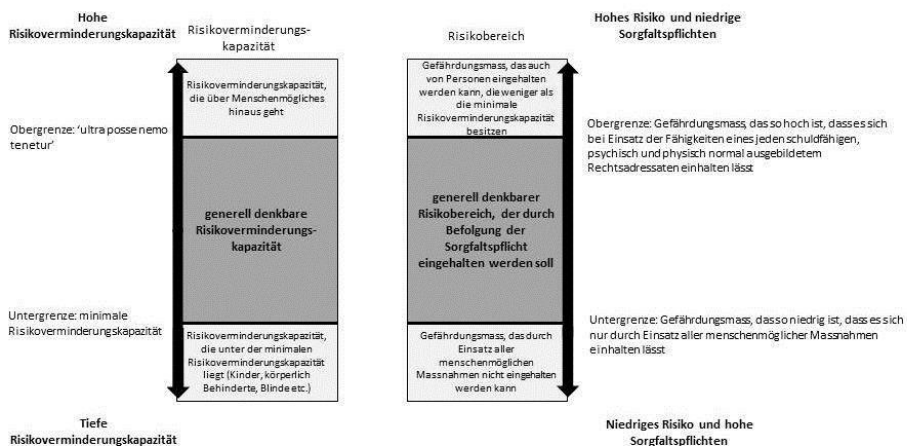 Hohe
Risikoverminderungskapazität
Risikoverminderungs-
kapazität
Risikoverminderungskapazität,
die über Menschenmögliches
hinaus geht
Obergrenze: ‘ultra posse nemo
tenetur’
generell denkbare
Risikoverminderungs-
kapazität
Untergrenze: minimale
Risikoverminderungskapazität
Risikoverminderungskapazität,
die unter der minimalen
Risikoverminderungskapazität
liegt (Kinder, körperlich
Behinderte, Blinde etc.)
Tiefe
Risikoverminderungskapazität
Hohes Risiko und niedrige
Sorgfaltspflichten
Risikobereich
Gefährdungsmass, das auch
von Personen eingehalten
werden kann, die weniger als
die minimale
Risikoverminderungskapazität
besitzen
Obergrenze: Gefährdungsmass, das so hoch ist, dass es sich
bei Einsatz der Fähigkeiten eines jeden schuldfähigen,
psychisch und physisch normal ausgebildetem
Rechtsadressaten einhalten lässt
generell denkbarer
Risikobereich, der durch
Befolgung der
Sorgfaltspflicht
eingehalten werden soll
Untergrenze: Gefährdungsmass, das so niedrig ist, dass es sich
nur durch Einsatz aller menschenmöglicher Massnahmen
einhalten lässt
Gefährdungsmass, das durch
Einsatz aller
menschenmöglichen
Massnahmen nicht eingehalten
werden kann
Niedriges Risiko und hohe
Sorgfaltspflichten